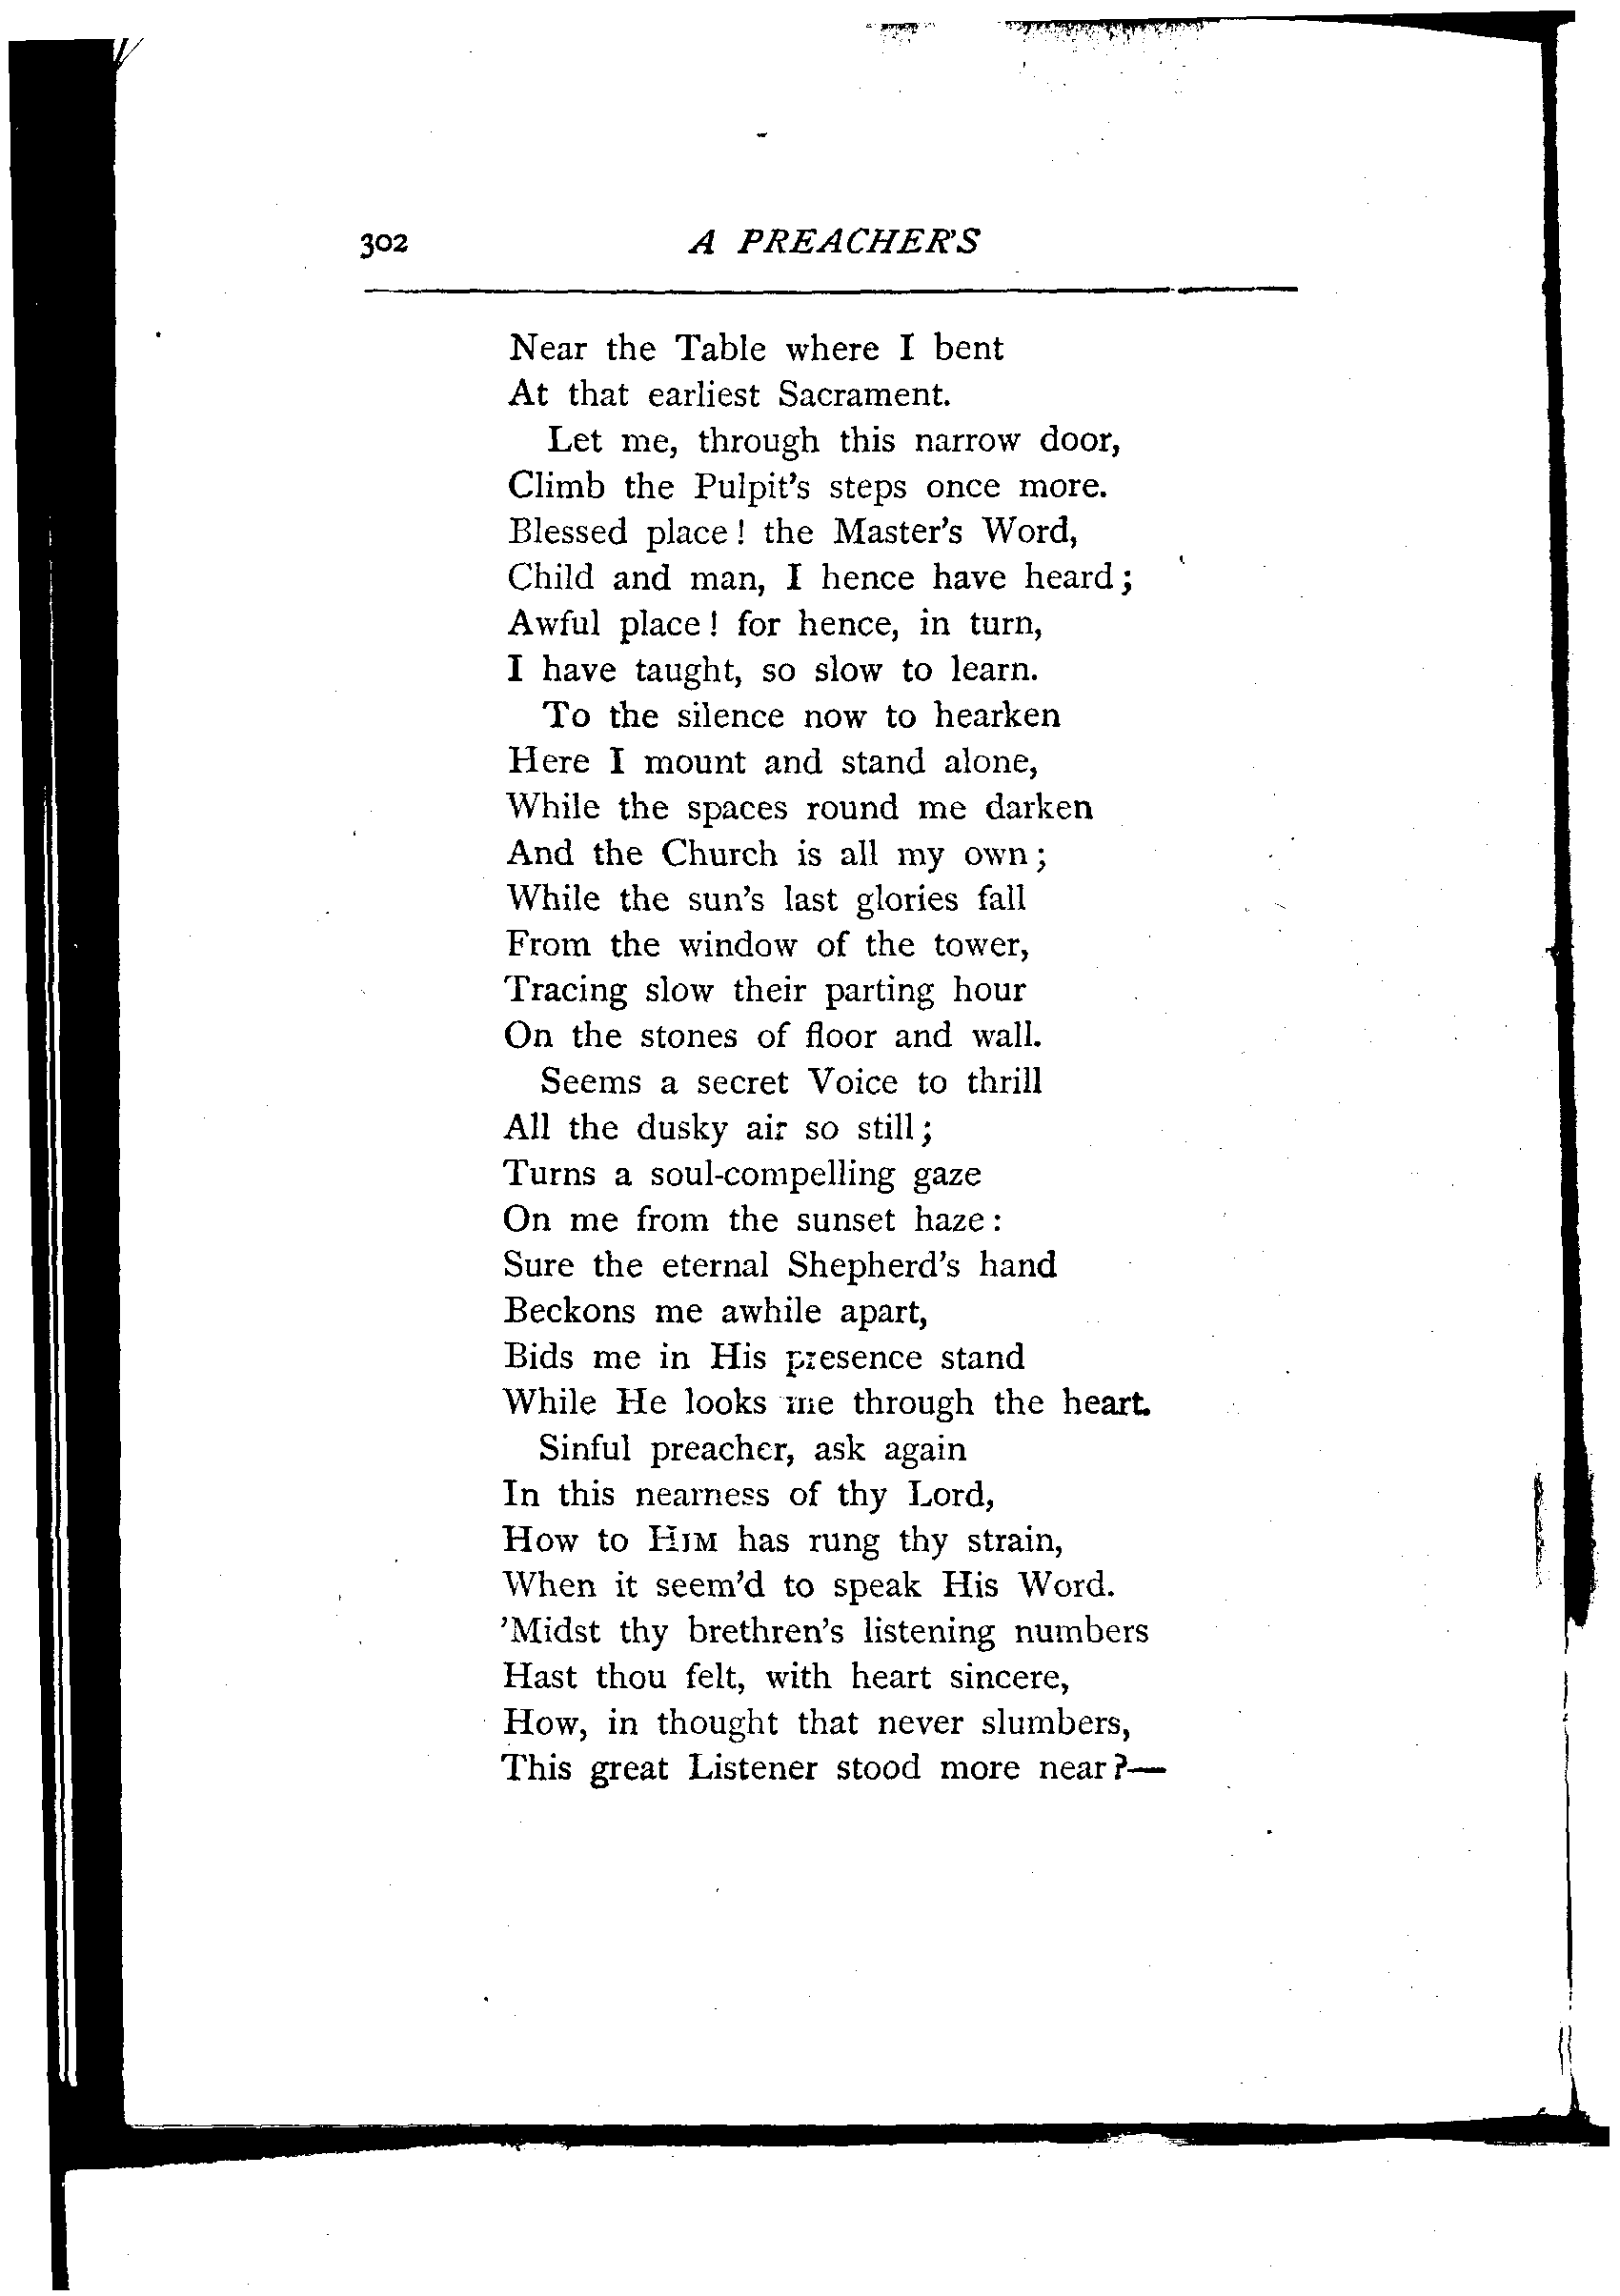 302 A PREACHER'S
Near the Table where I bent
At that earliest Sacrament.
Let me, through this narrow door,
Climb the Pulpit's steps once more.
Blessed place! the Master's Word,
Child and man, I hence have heard;
Awful place! for hence, in turn,
I have taught, so slow to learn.
To the silence now to hearken
Here I mount and stand alone,
While the spaces round me darken
And the Church is all my own;
While the sun's last glories fall
From the window of the tower,
Tracing slow their parting hour
On the stones of floor and wall.
Seems a secret Voice to thrill
All the dusky air so still;
Turns a soul-compelling gaze
On me from the sunset haze:
Sure the eternal Shepherd's hand
Beckons me awhile apart,
Bids me in His presence stand
While He looks me through the heart.
Sinful preacher, ask again
In this nearness of thy Lord,
How to HIM has rung thy strain,
When it seem'd to speak His Word.
'Midst thy brethren's listening numbers
Hast thou felt, with heart sincere,
How, in thought that never slumbers,
This great Listener stood more near?—